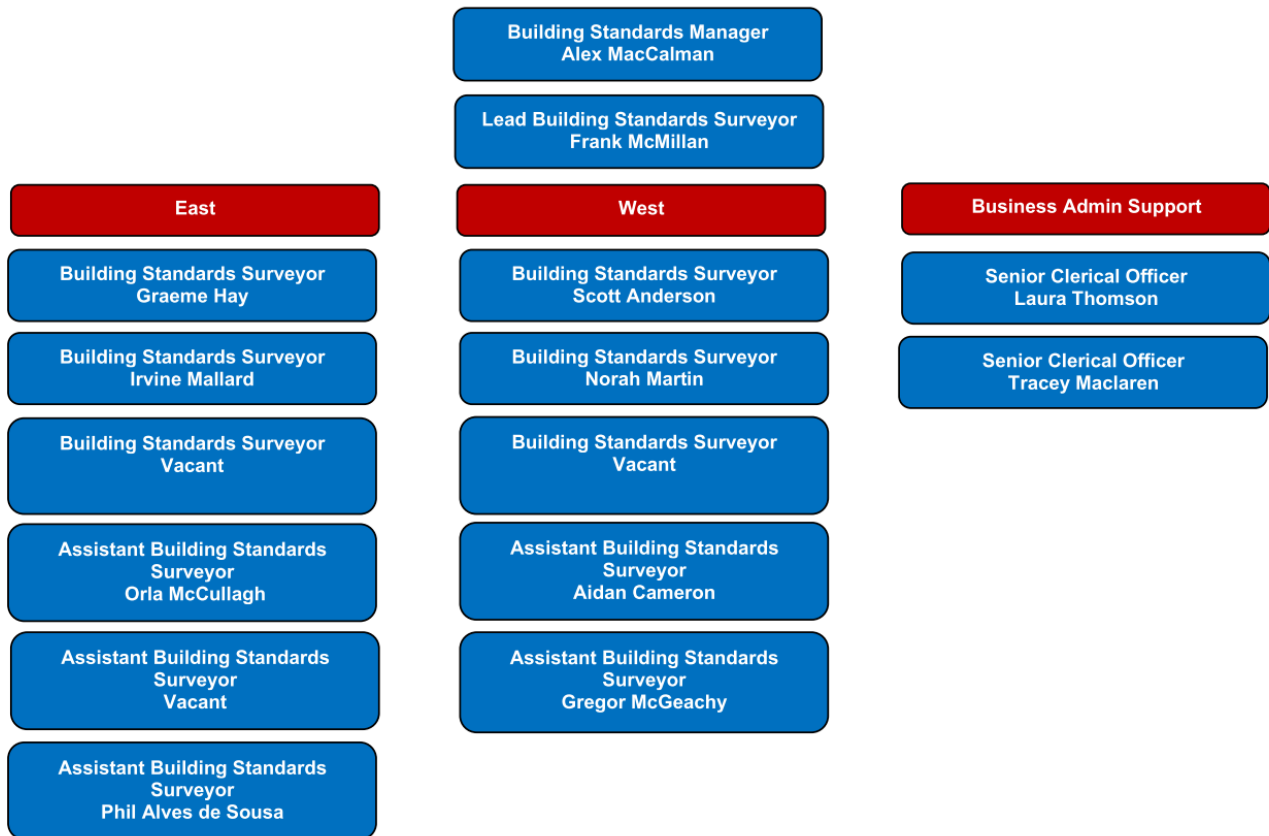 Building Standards Manager
Alex MacCalman
Lead Building Standards Surveyor
Frank McMillan
East
Building Standards Surveyor
Graeme Hay
Building Standards Surveyor
Irvine Mallard
Building Standards Surveyor
Vacant
Assistant Building Standards
Surveyor
Orla McCullagh
Assistant Building Standards
Surveyor
Vacant
Assistant Building Standards
Surveyor
Phil Alves de Sousa
West
Building Standards Surveyor
Scott Anderson
Building Standards Surveyor
Norah Martin
Building Standards Surveyor
Vacant
Assistant Building Standards
Surveyor
Aidan Cameron
Assistant Building Standards
Surveyor
Gregor McGeachy
Business Admin Support
Senior Clerical Officer
Laura Thomson
Senior Clerical Officer
Tracey Maclaren